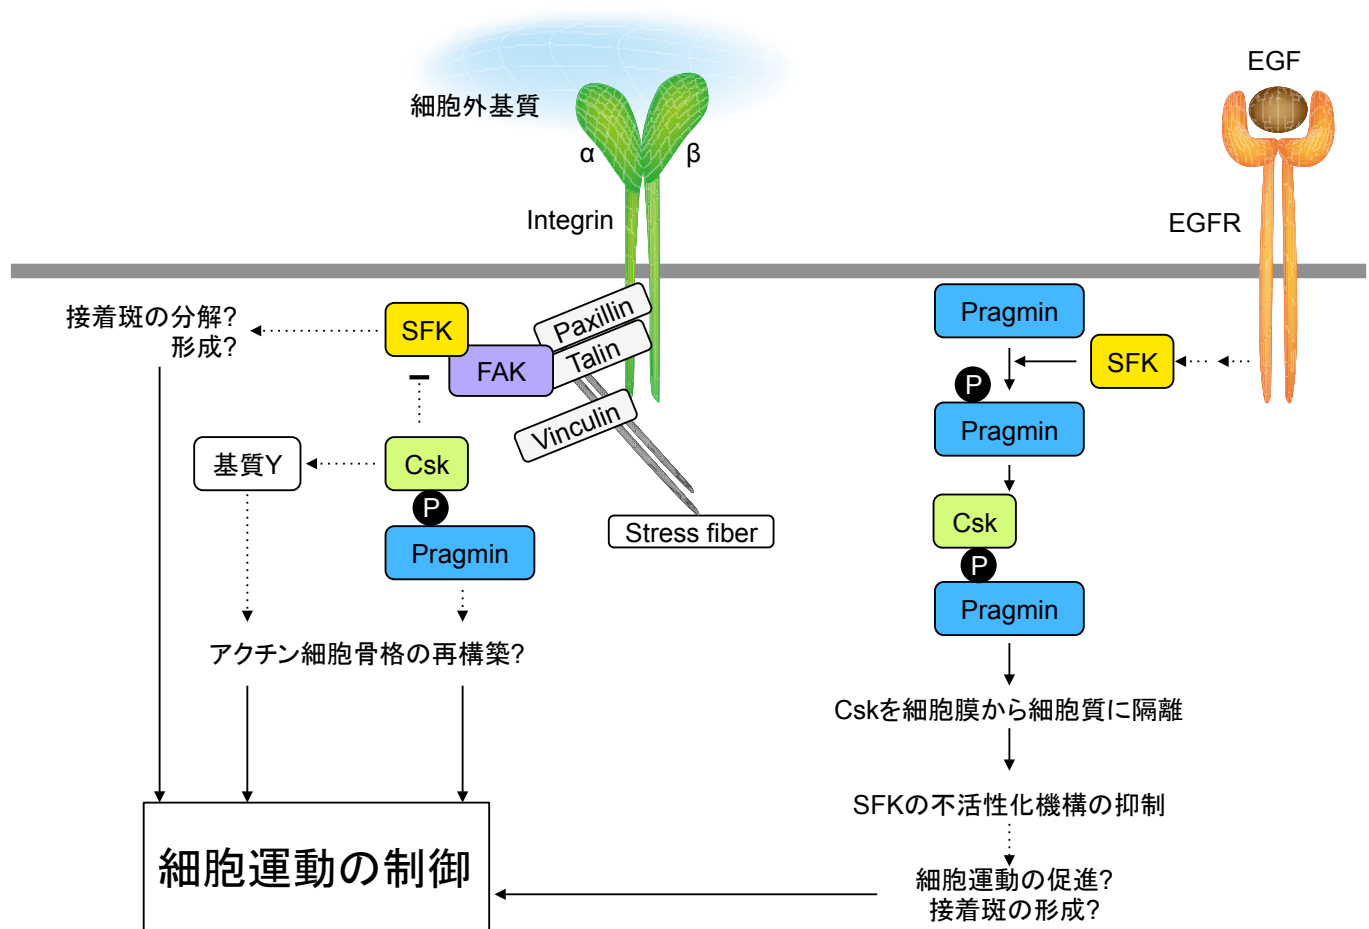 EGF
細胞外基質
α
β
Integrin
EGFR
接着斑の分解?
形成?
SFK
FAK
Paxillin
Talin
Vinculin
基質Y
Csk
P
Pragmin
Stress fiber
アクチン細胞骨格の再構築?
Pragmin
SFK
P
Pragmin
Csk
P
Pragmin
Cskを細胞膜から細胞質に隔離
SFKの不活性化機構の抑制
細胞運動の促進?
接着斑の形成?
細胞運動の制御